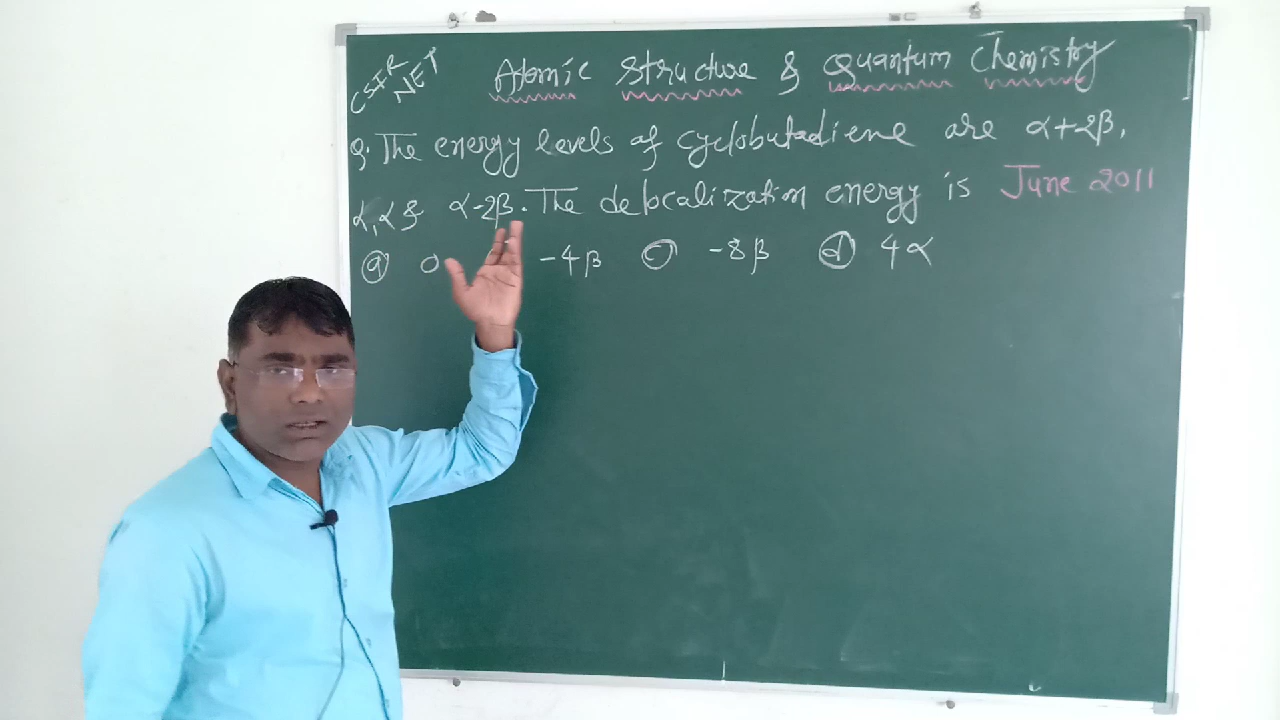 CSIR NET
Atomic Structure & Quantum Chemistry
Q. The energy levels of cyclobutadiene are α+2β,
α, α & α-2β. The delocalization energy is June 2011
(a) 0 -4β (c) -8β (d) 4α